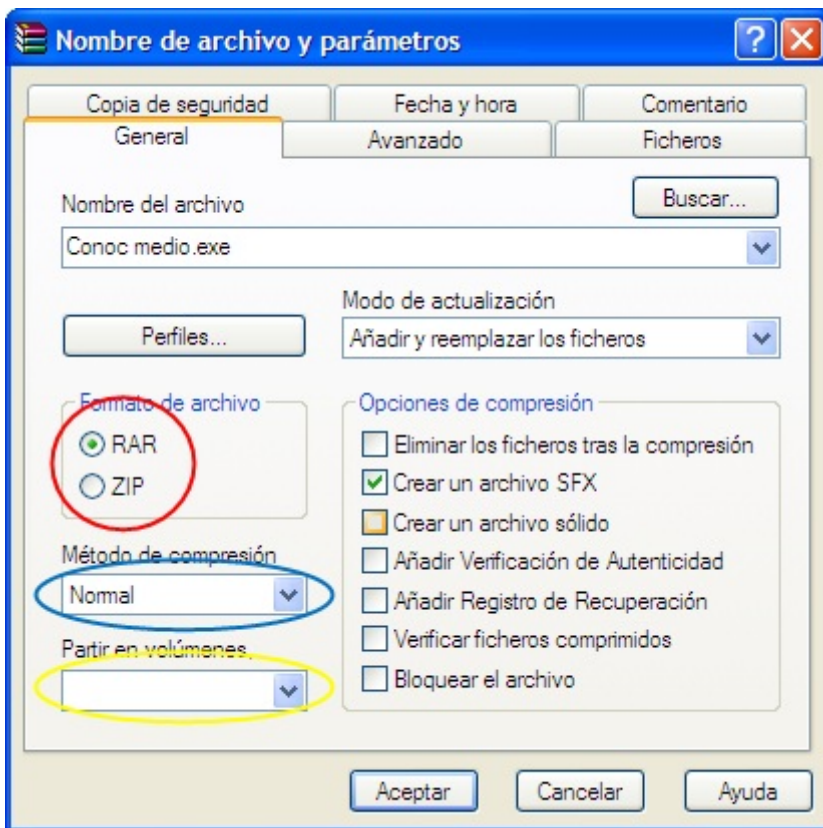 Nombre de archivo y parámetros
Copia de seguridad Fecha y hora Comentario
General Avanzado Ficheros
Nombre del archivo
Buscar...
Conoc medio.exe
Perfiles...
Modo de actualización
Añadir y reemplazar los ficheros
Formato de archivo
RAR
ZIP
Método de compresión
Normal
Partir en volúmenes,
Opciones de compresión
Eliminar los ficheros tras la compresión
Crear un archivo SFX
Crear un archivo sólido
Añadir Verificación de Autenticidad
Añadir Registro de Recuperación
Verificar ficheros comprimidos
Bloquear el archivo
Aceptar Cancelar Ayuda